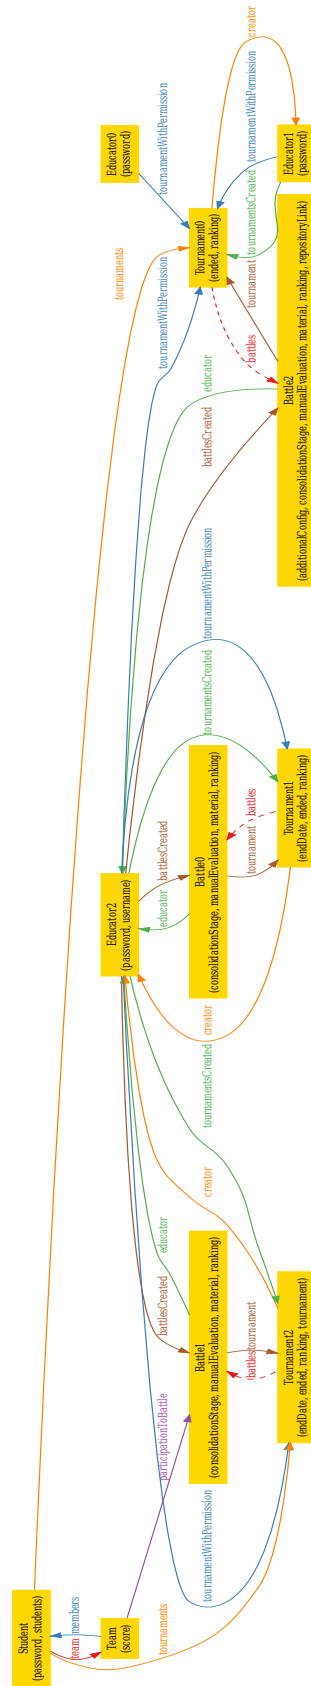 Student
(password, students)
members
team
Team
(score)
tournaments
participationToBattle
tournamentWithPermission
Battle1
(consolidationStage, manualEvaluation, material, ranking)
battles
tournament
Tournament2
(endDate, ended, ranking, tournament)
battlesCreated
educator
creator
tournamentsCreated
Educator2
(password, username)
battlesCreated
educator
Battle0
(consolidationStage, manualEvaluation, material, ranking)
creator
tournament
battles
Tournament1
(endDate, ended, ranking)
tournamentsCreated
tournamentWithPermission
battlesCreated
educator
tournamentWithPermission
tournaments
Battle2
(additionalConfig, consolidationStage, manualEvaluation, material, ranking, repositoryLink)
battles
tournament
Tournament0
(ended, ranking)
tournamentsCreated
tournamentWithPermission
Educator0
(password)
tournamentWithPermission
Educator1
(password)
creator